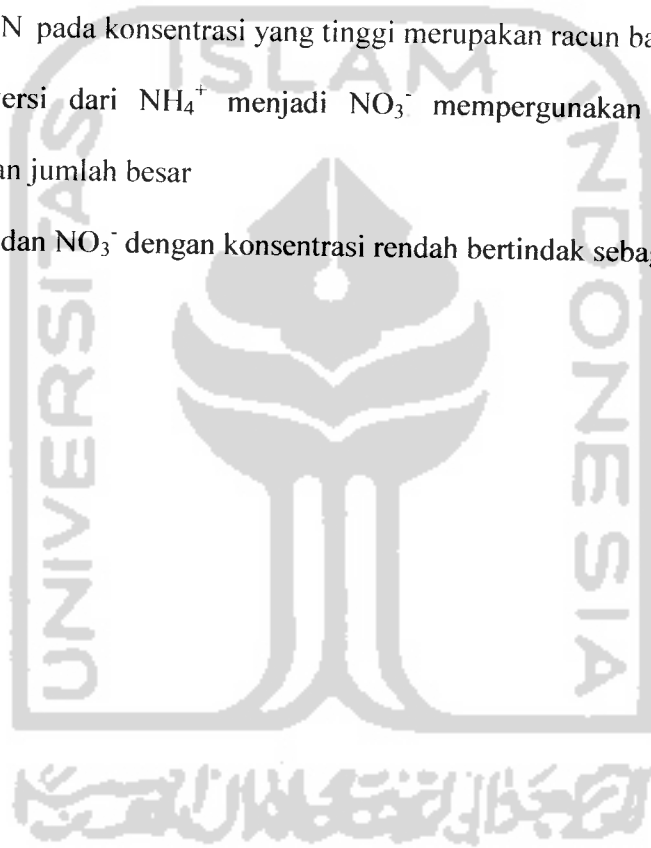 N pada konsentrasi yang tinggi merupakan racun ba
ersi dari NH₄⁺ menjadi NO₃⁻ mempergunakan
an jumlah besar
dan NO₃⁻ dengan konsentrasi rendah bertindak sebag
ISLAM
UNIVERSITAS
INDONESIA